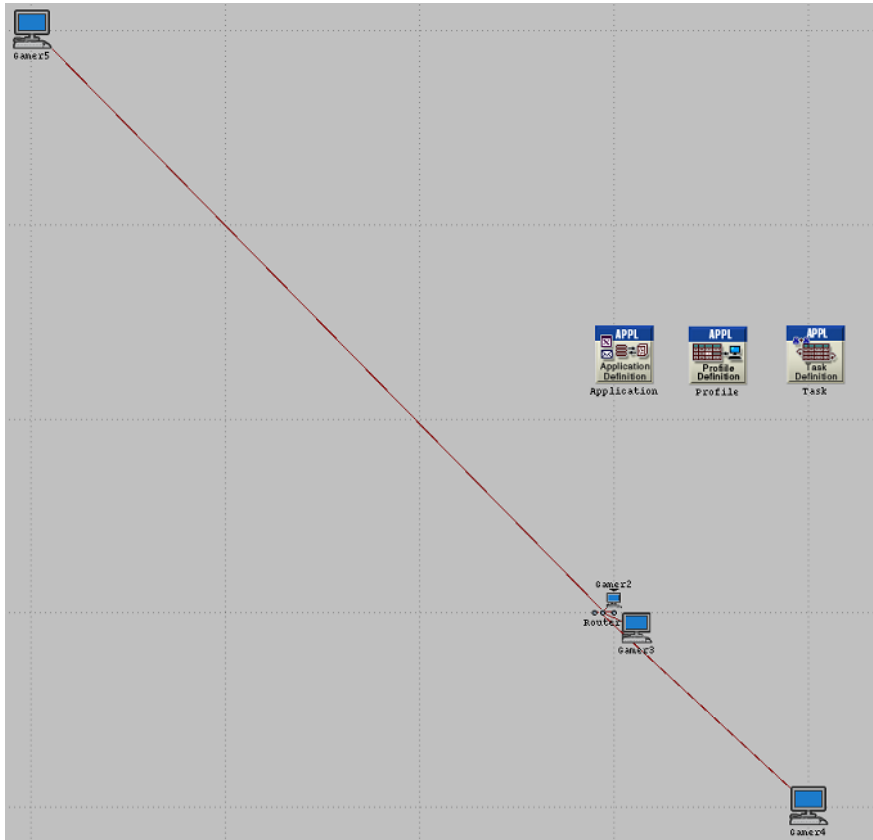 Gamer5
APPL
Application
Definition
Application
APPL
Profile
Definition
Profile
APPL
Task
Definition
Task
Gamer2
Router
Gamer3
Gamer4